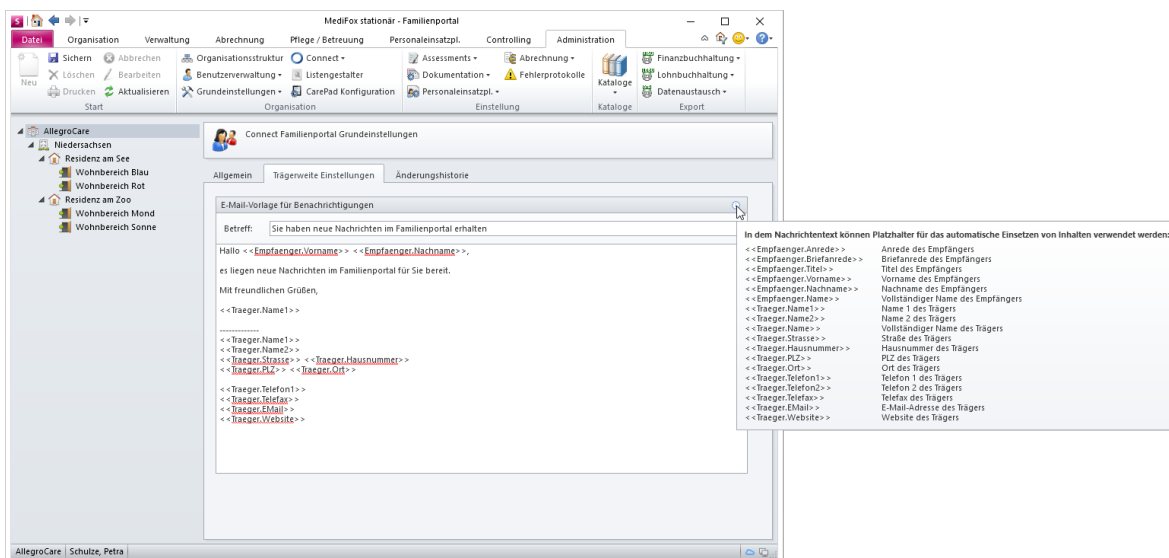 MediFox stationär - Familienportal
Datei Organisation Verwaltung Abrechnung Pflege / Betreuung Personaleinsatzpl. Controlling Administration
Neu
Sichern Abbrechen
Löschen Bearbeiten
Drucken Aktualisieren
Start
Organisationsstruktur Connect
Benutzerverwaltung Listengestalter
Grundeinstellungen CarePad Konfiguration
Organisation
Assessments Abrechnung
Dokumentation Fehlerprotokolle
Personaleinsatzpl.
Einstellung
Kataloge
Kataloge
Finanzbuchhaltung
Lohnbuchhaltung
Datenaustausch
Export
AllegroCare
Niedersachsen
Residenz am See
Wohnbereich Blau
Wohnbereich Rot
Residenz am Zoo
Wohnbereich Mond
Wohnbereich Sonne
Connect Familienportal Grundeinstellungen
Allgemein Trägerweite Einstellungen Änderungshistorie
E-Mail-Vorlage für Benachrichtigungen
Betreff: Sie haben neue Nachrichten im Familienportal erhalten
Hallo <<Empfaenger.Vorname>> <<Empfaenger.Nachname>>,
es liegen neue Nachrichten im Familienportal für Sie bereit.
Mit freundlichen Grüßen,
<<Traeger.Name1>>
-------------
<<Traeger.Name1>>
<<Traeger.Name2>>
<<Traeger.Strasse>> <<Traeger.Hausnummer>>
<<Traeger.PLZ>> <<Traeger.Ort>>
<<Traeger.Telefon1>>
<<Traeger.Telefax>>
<<Traeger.EMail>>
<<Traeger.Website>>
In dem Nachrichtentext können Platzhalter für das automatische Einsetzen von Inhalten verwendet werden:
<<Empfaenger.Anrede>> Anrede des Empfängers
<<Empfaenger.Briefanrede>> Briefanrede des Empfängers
<<Empfaenger.Titel>> Titel des Empfängers
<<Empfaenger.Vorname>> Vorname des Empfängers
<<Empfaenger.Nachname>> Nachname des Empfängers
<<Empfaenger.Name>> Vollständiger Name des Empfängers
<<Traeger.Name1>> Name 1 des Trägers
<<Traeger.Name2>> Name 2 des Trägers
<<Traeger.Name>> Vollständiger Name des Trägers
<<Traeger.Strasse>> Straße des Trägers
<<Traeger.Hausnummer>> Hausnummer des Trägers
<<Traeger.PLZ>> PLZ des Trägers
<<Traeger.Ort>> Ort des Trägers
<<Traeger.Telefon1>> Telefon 1 des Trägers
<<Traeger.Telefon2>> Telefon 2 des Trägers
<<Traeger.Telefax>> Telefax des Trägers
<<Traeger.EMail>> E-Mail-Adresse des Trägers
<<Traeger.Website>> Website des Trägers
AllegroCare Schulze, Petra